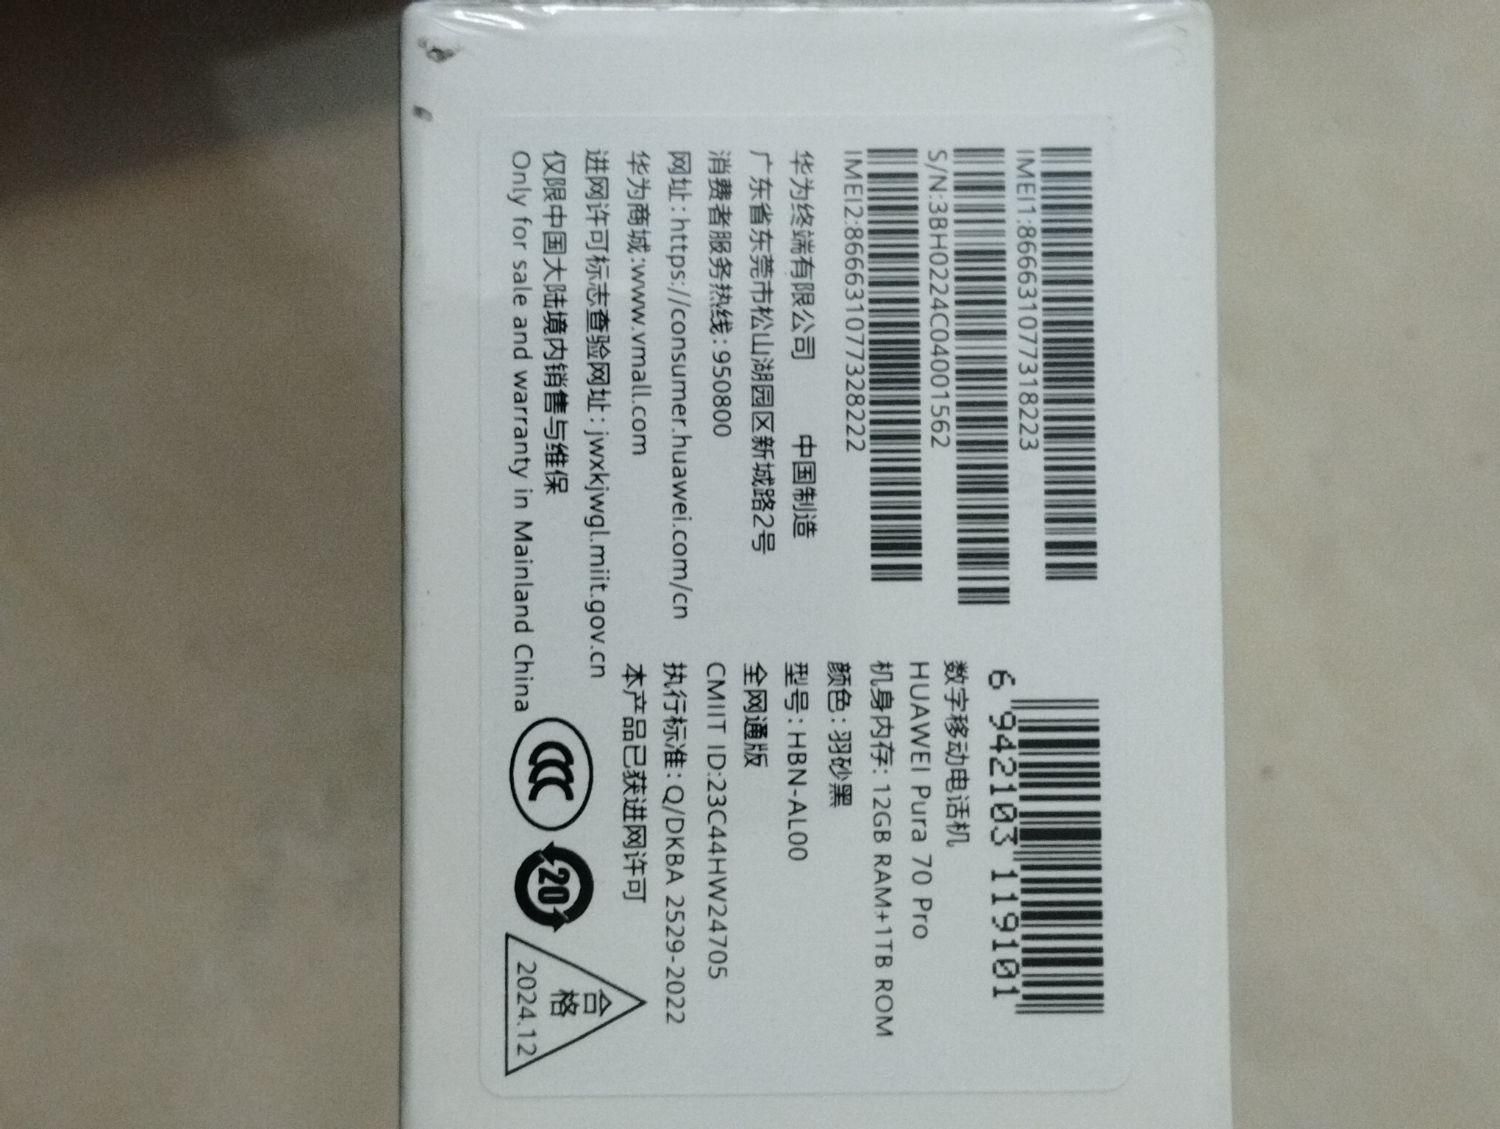 IMEI1:866631077318223
S/N:3BH0224C04001562
IMEI2:866631077328222
华为终端有限公司 中国制造
广东省东莞市松山湖园区新城路2号
消费者服务热线:950800
网址:https://consumer.huawei.com/cn
华为商城:www.vmall.com
进网许可标志查验网址:jwxkjwgl.miit.gov.cn
仅限中国大陆境内销售与维保
Only for sale and warranty in Mainland China
6 942103 119101
数字移动电话机
HUAWEI Pura 70 Pro
机身内存: 12GB RAM+1TB ROM
颜色:羽砂黑
型号:HBN-AL00
全网通版
CMIIT ID:23C44HW24705
执行标准: Q/DKBA 2529-2022
本产品已获进网许可
CCC
20
合格
2024.12